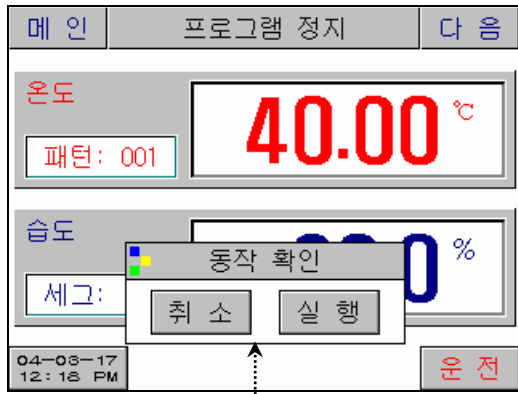 메 인 프로그램 정지 다 음
온도
40.00 ℃
패턴: 001
습도
%
동작 확인
세그:
취 소 실 행
04-03-17
12:18 PM
운 전